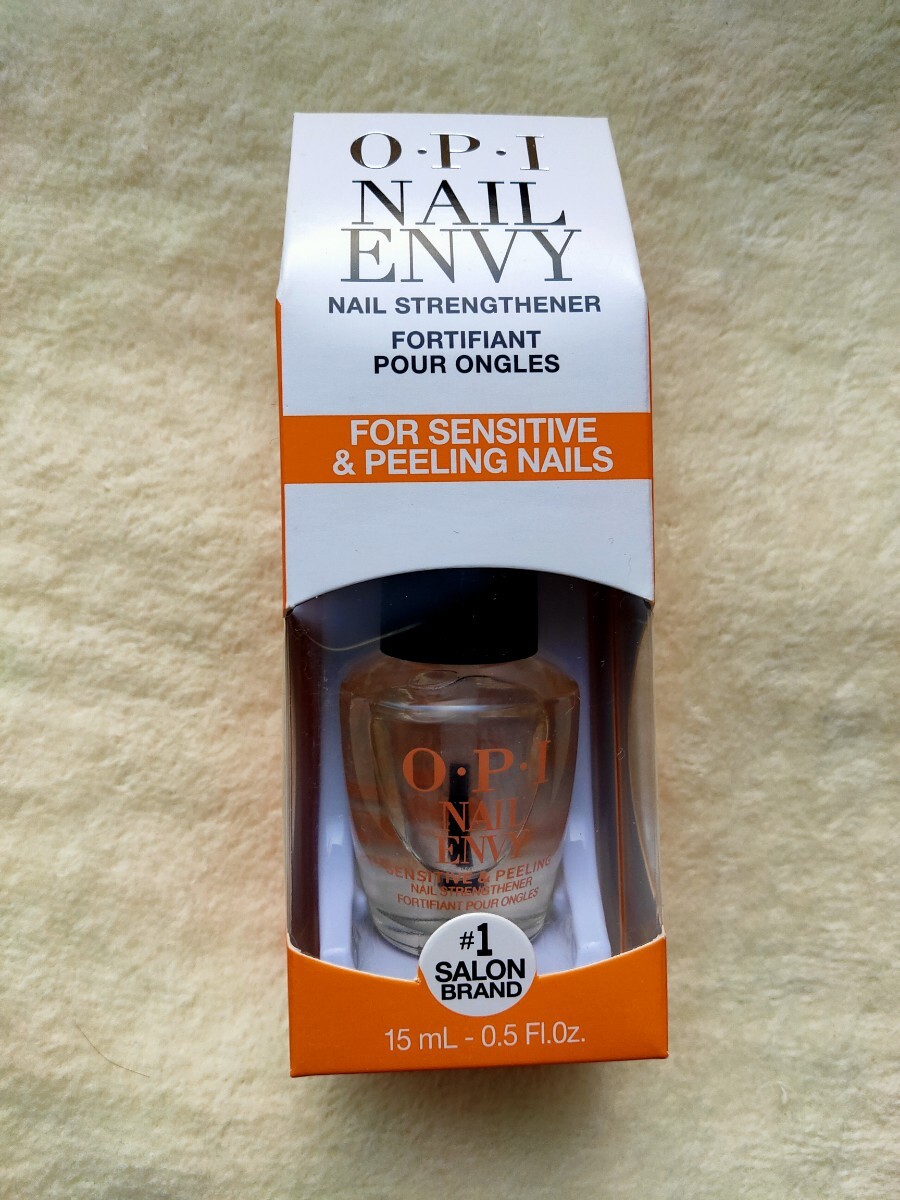 O·P·I
NAIL
ENVY
NAIL STRENGTHENER
FORTIFIANT
POUR ONGLES
FOR SENSITIVE
& PEELING NAILS
O·P·I
NAIL
ENVY
SENSITIVE & PEELING
NAIL STRENGTHENER
FORTIFIANT POUR ONGLES
#1
SALON
BRAND
15 mL - 0.5 Fl.Oz.